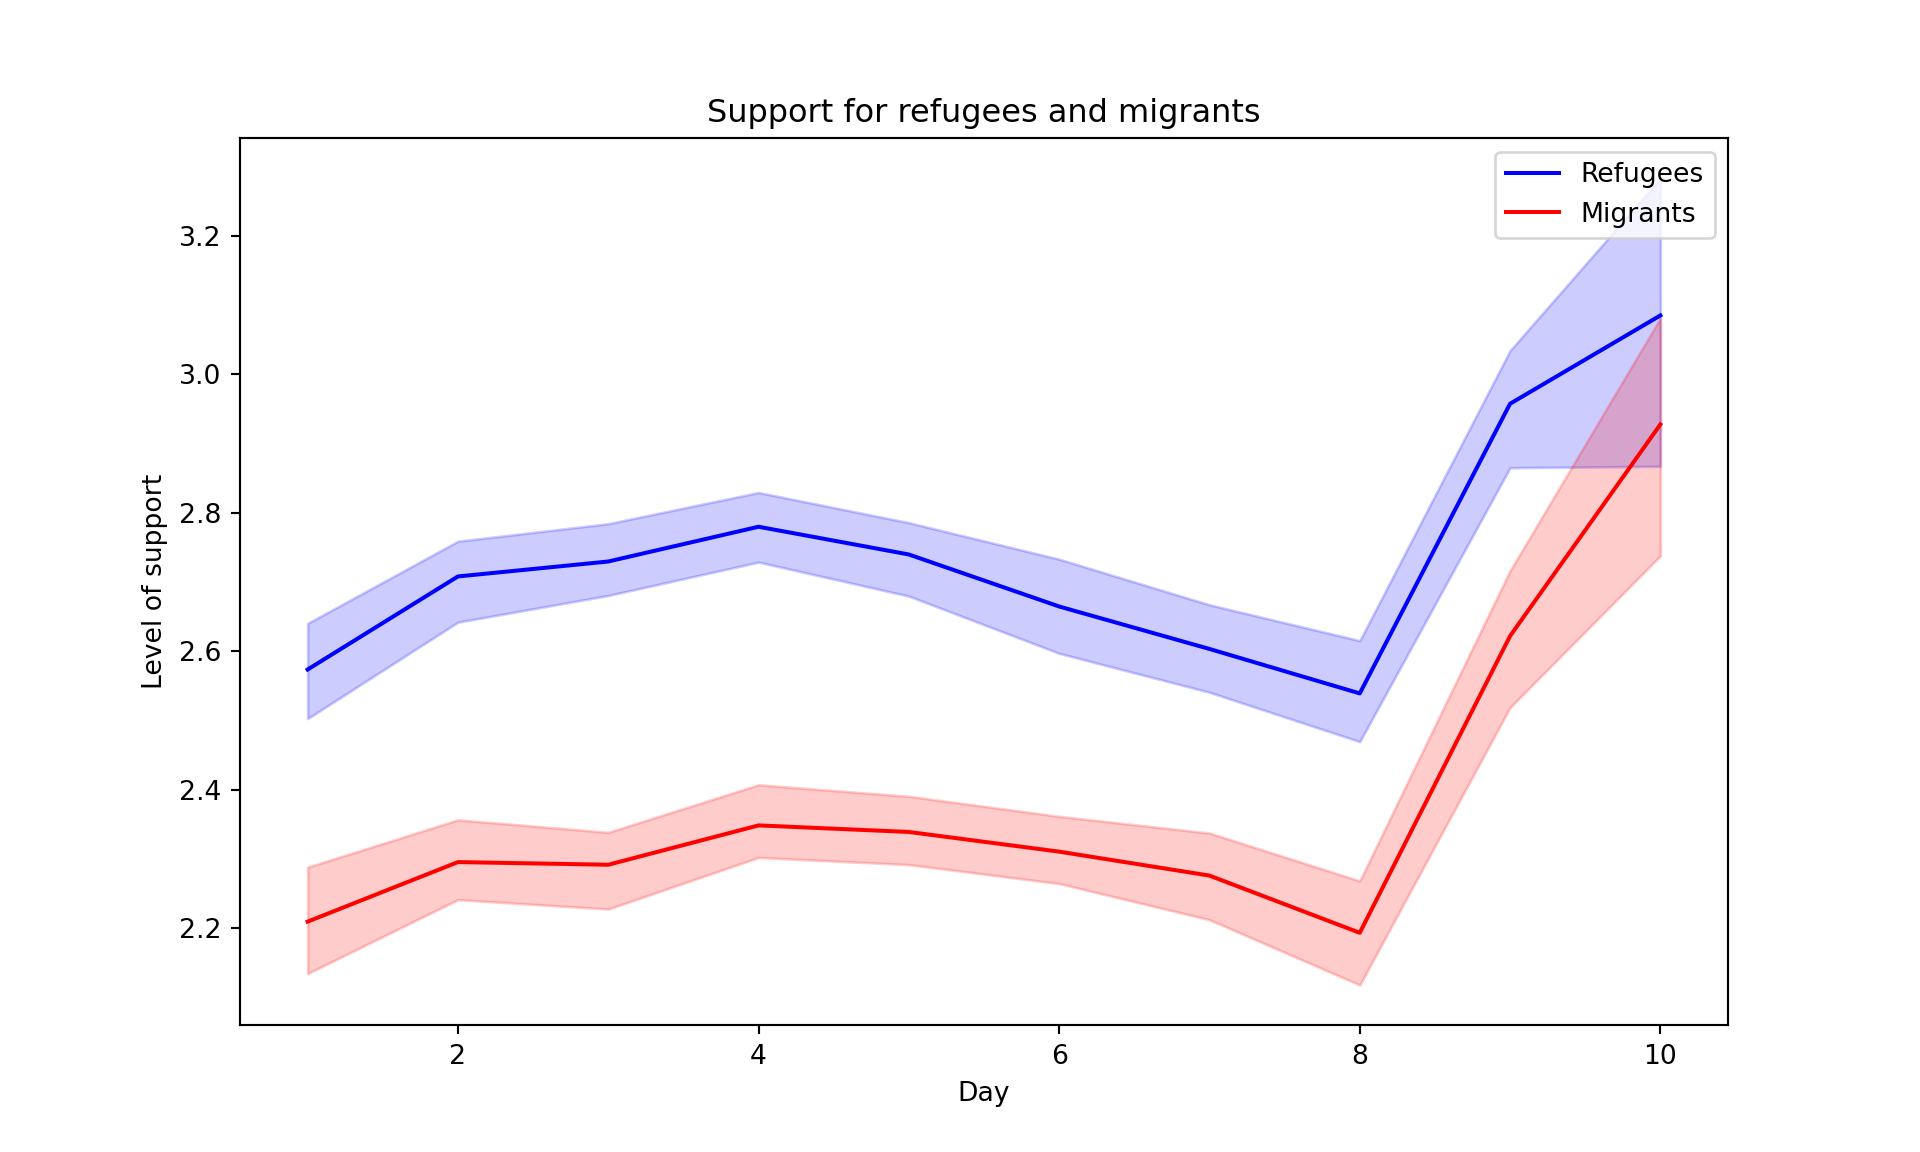 Support for refugees and migrants
Refugees
Migrants
3.2
3.0
2.8
2.6
2.4
2.2
Level of support
2 4 6 8 10
Day